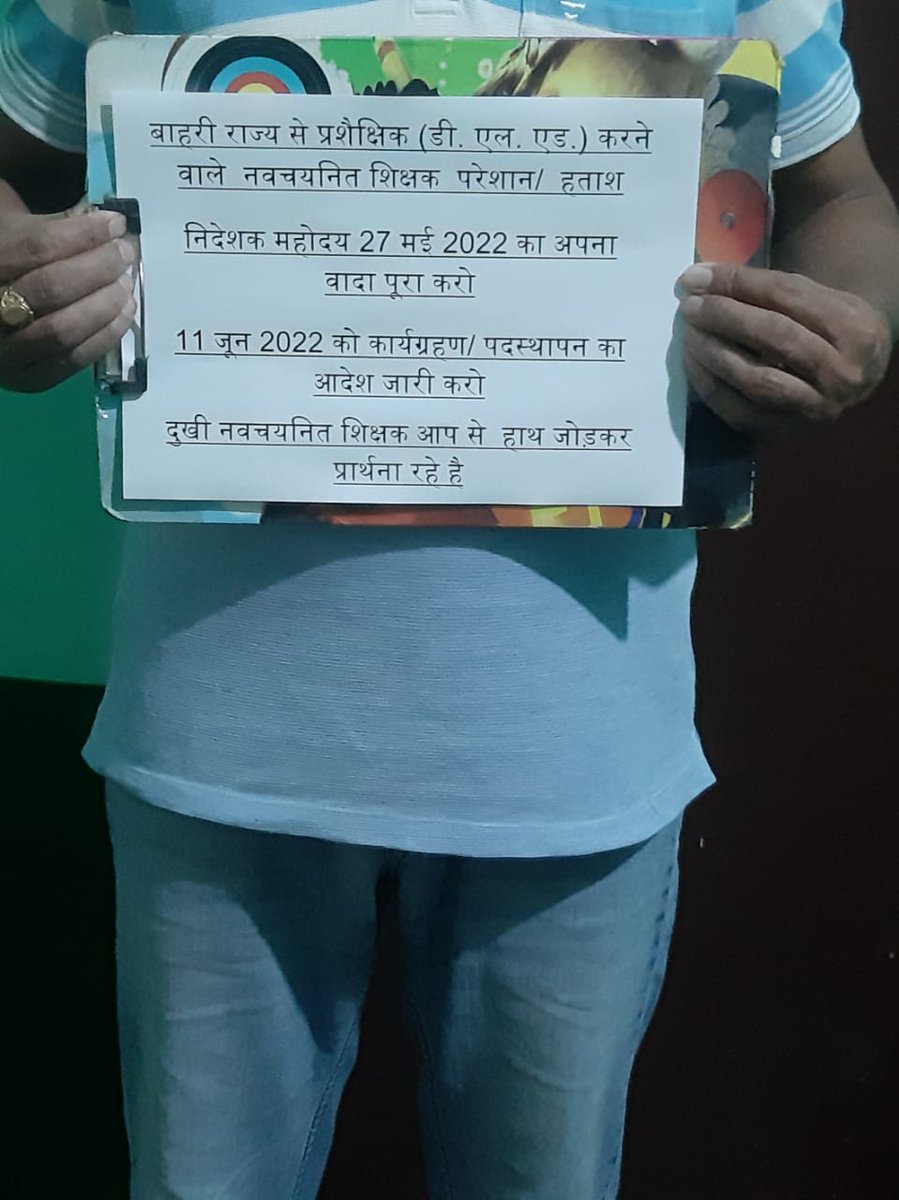 बाहरी राज्य से प्रशैक्षिक (डी. एल. एड.) करने
वाले नवचयनित शिक्षक परेशान/ हताश
निदेशक महोदय 27 मई 2022 का अपना
वादा पूरा करो
11 जून 2022 को कार्यग्रहण/ पदस्थापन का
आदेश जारी करो
दुखी नवचयनित शिक्षक आप से हाथ जोड़कर
प्रार्थना रहे है